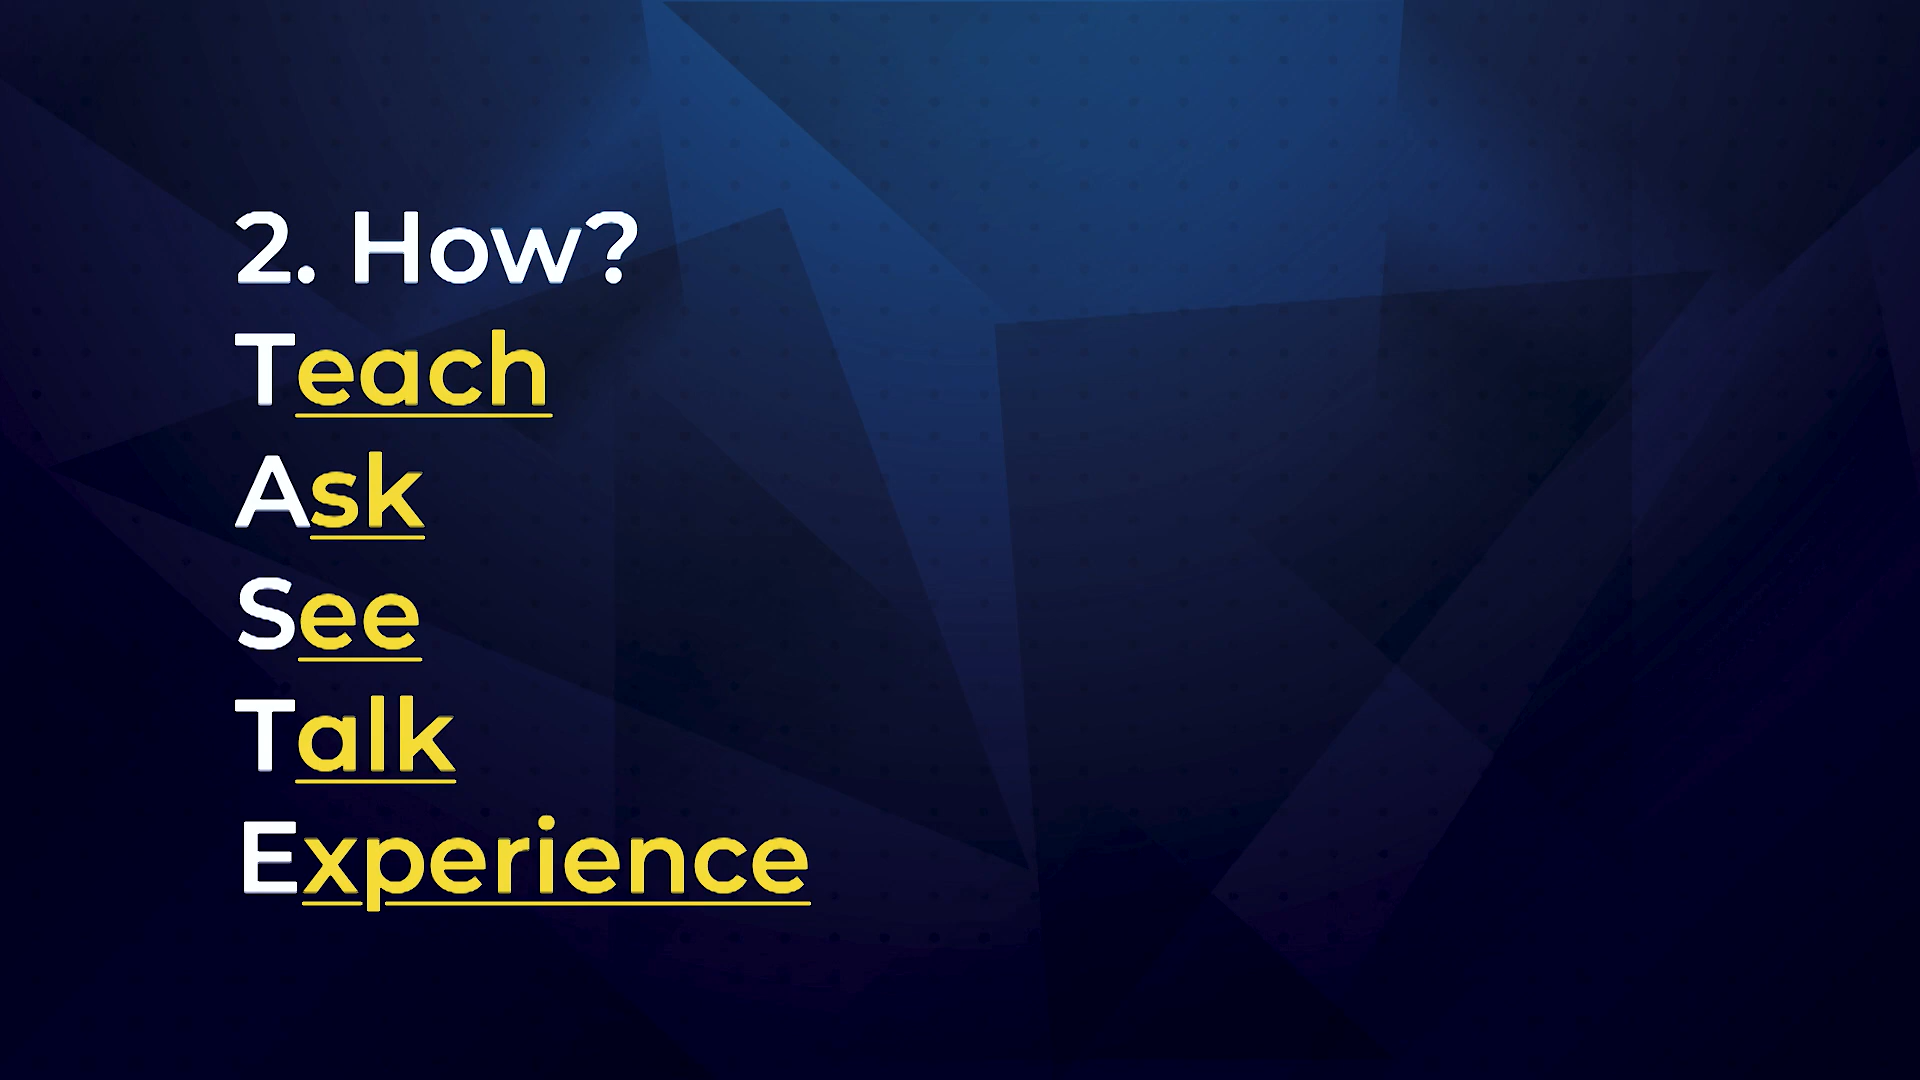 2. How?
Teach
Ask
See
Talk
Experience